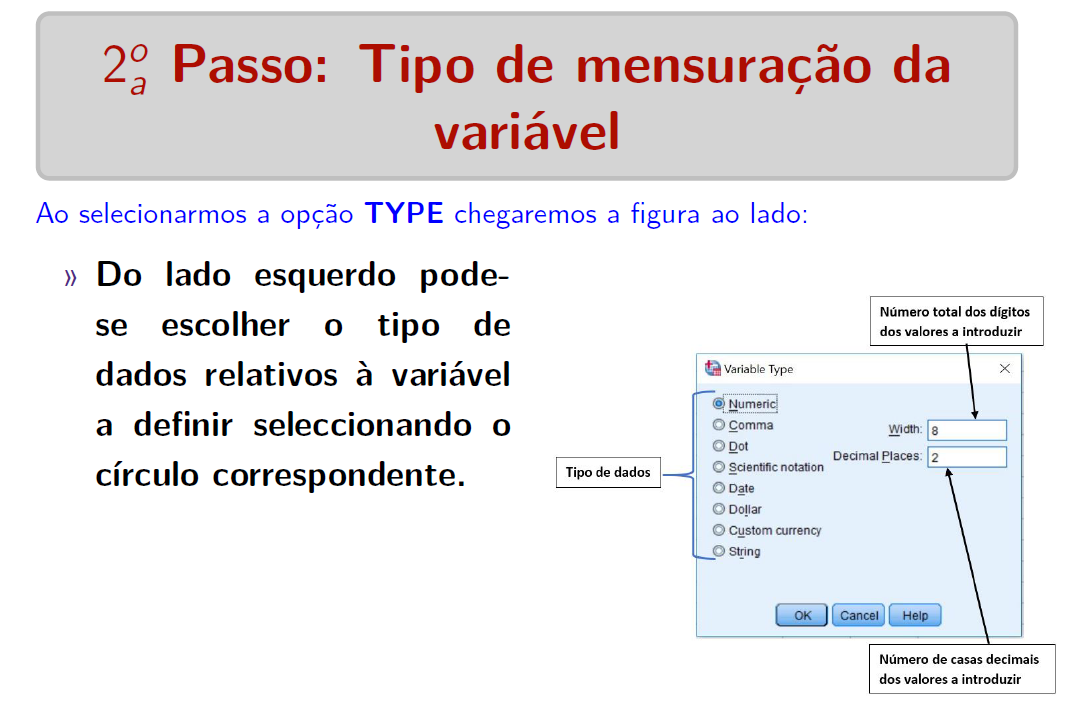 2ºª Passo: Tipo de mensuração da
variável
Ao selecionarmos a opção TYPE chegaremos a figura ao lado:
» Do lado esquerdo pode-
se escolher o tipo de
dados relativos à variável
a definir seleccionando o
círculo correspondente.
Número total dos dígitos
dos valores a introduzir
Variable Type
Numeric
Comma
Dot
Scientific notation
Date
Dollar
Custom currency
String
Width: 8
Decimal Places: 2
Tipo de dados
OK Cancel Help
Número de casas decimais
dos valores a introduzir